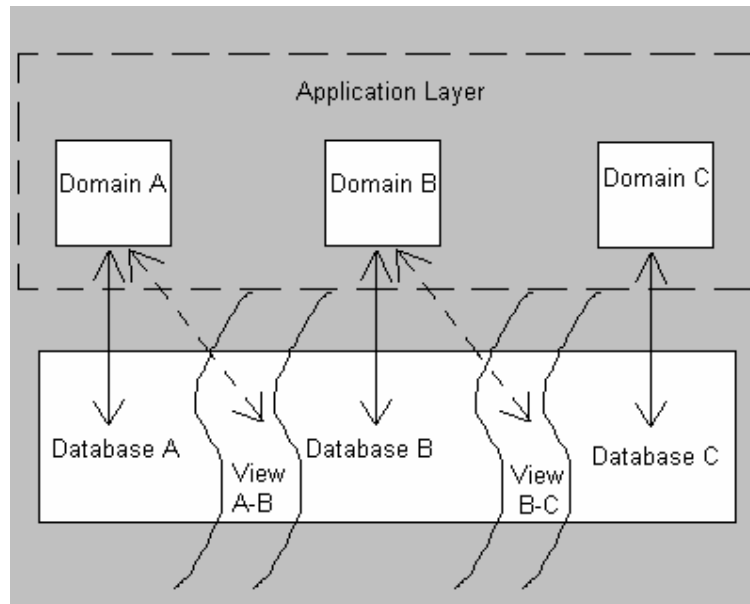 Application Layer
Domain A
Domain B
Domain C
Database A
View
A-B
Database B
View
B-C
Database C